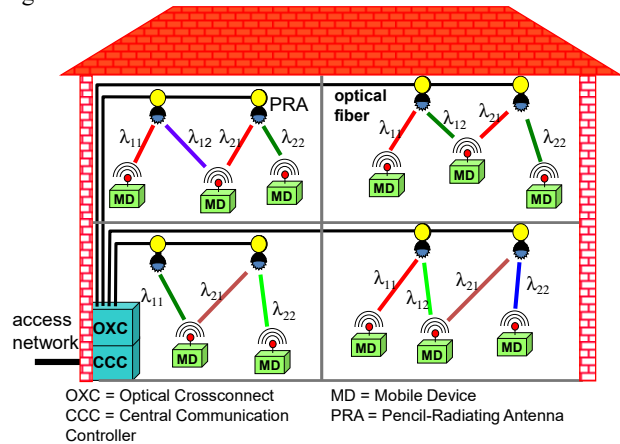 PRA
optical
fiber
λ11
λ12
λ21
λ22
λ11
λ12
λ21
λ22
MD
MD
MD
MD
MD
MD
λ11
λ21
λ22
λ11
λ12
λ21
λ22
MD
MD
MD
MD
MD
access
network
OXC
CCC
OXC = Optical Crossconnect
CCC = Central Communication
Controller
MD = Mobile Device
PRA = Pencil-Radiating Antenna